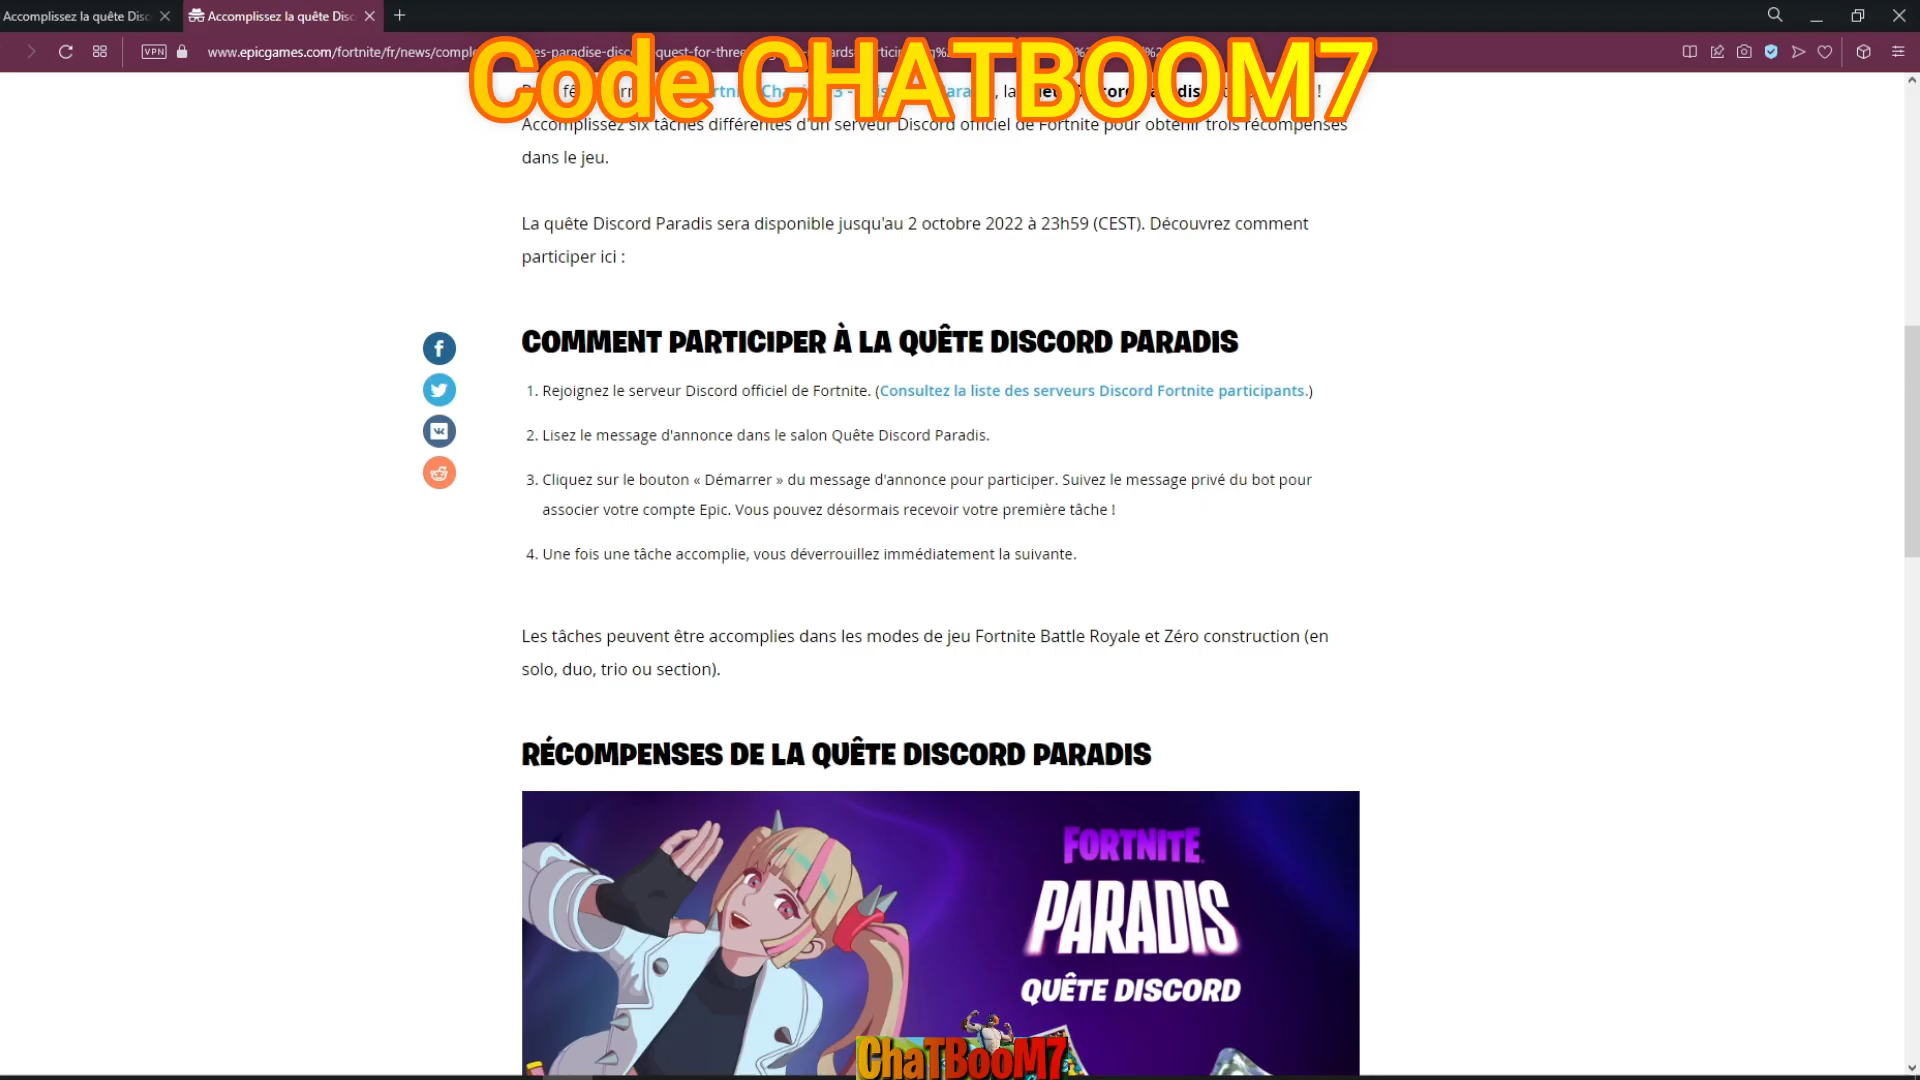 Accomplissez la quête Disc
Accomplissez la quête Disc
VPN
www.epicgames.com/fortnite/fr/news/comple
es-paradise-disc
quest-for-three
Code CHATBOOM7
, la
!
Accomplissez six tâches différentes d'un serveur Discord officiel de Fortnite pour obtenir trois récompenses
dans le jeu.
La quête Discord Paradis sera disponible jusqu'au 2 octobre 2022 à 23h59 (CEST). Découvrez comment
participer ici :
COMMENT PARTICIPER À LA QUÊTE DISCORD PARADIS
1. Rejoignez le serveur Discord officiel de Fortnite. (Consultez la liste des serveurs Discord Fortnite participants.)
2. Lisez le message d'annonce dans le salon Quête Discord Paradis.
3. Cliquez sur le bouton « Démarrer » du message d'annonce pour participer. Suivez le message privé du bot pour
associer votre compte Epic. Vous pouvez désormais recevoir votre première tâche !
4. Une fois une tâche accomplie, vous déverrouillez immédiatement la suivante.
Les tâches peuvent être accomplies dans les modes de jeu Fortnite Battle Royale et Zéro construction (en
solo, duo, trio ou section).
RÉCOMPENSES DE LA QUÊTE DISCORD PARADIS
FORTNITE
PARADIS
QUÊTE DISCORD
ChaTBooM7